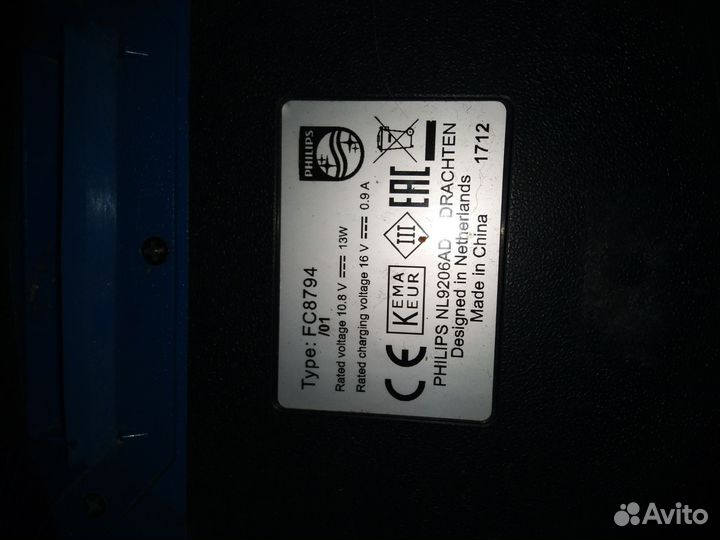 PHILIPS
Type: FC8794
/01
Rated voltage 10.8 V 13W
Rated charging voltage 16 V 0.9 A
CE KEMA KEUR III EAC
PHILIPS NL9206AD DRACHTEN
Designed in Netherlands
Made in China 1712
Avito